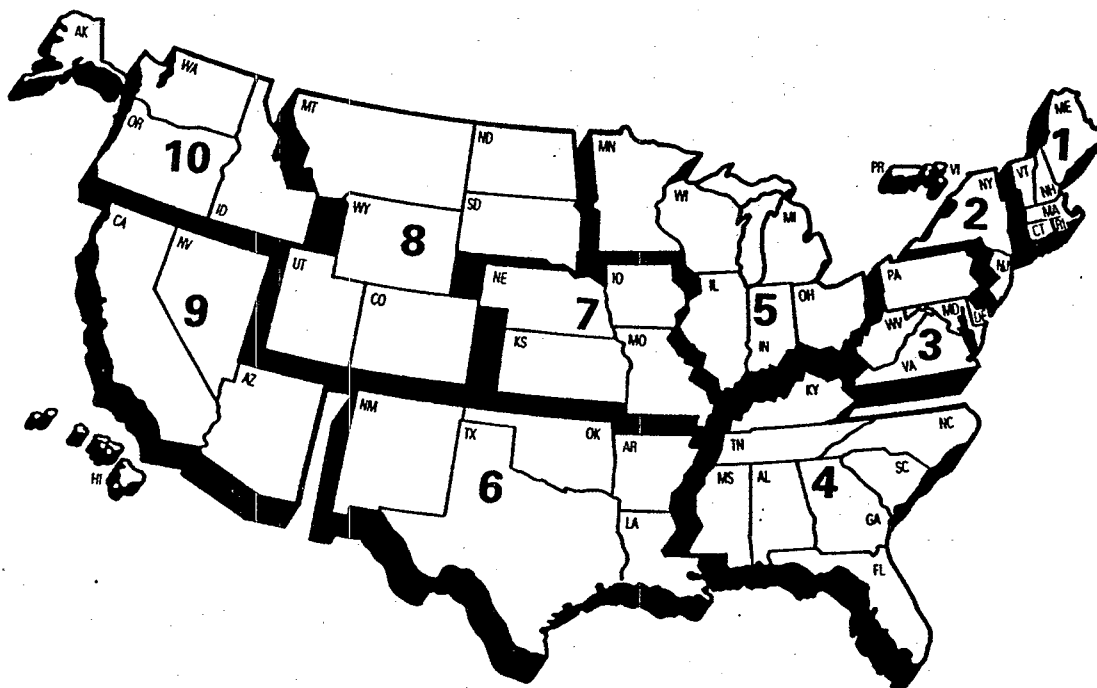 AK
WA
OR
10
ID
MT
ND
SD
WY
8
MN
WI
MI
PR
VI
ME
1
VT
NH
NY
2
MA
CT
RI
CA
NV
9
UT
CO
AZ
NE
IO
7
KS
MO
IL
5
IN
OH
PA
NJ
MD
DE
WV
3
VA
KY
HI
NM
TX
OK
6
AR
LA
TN
NC
SC
MS
AL
4
GA
FL